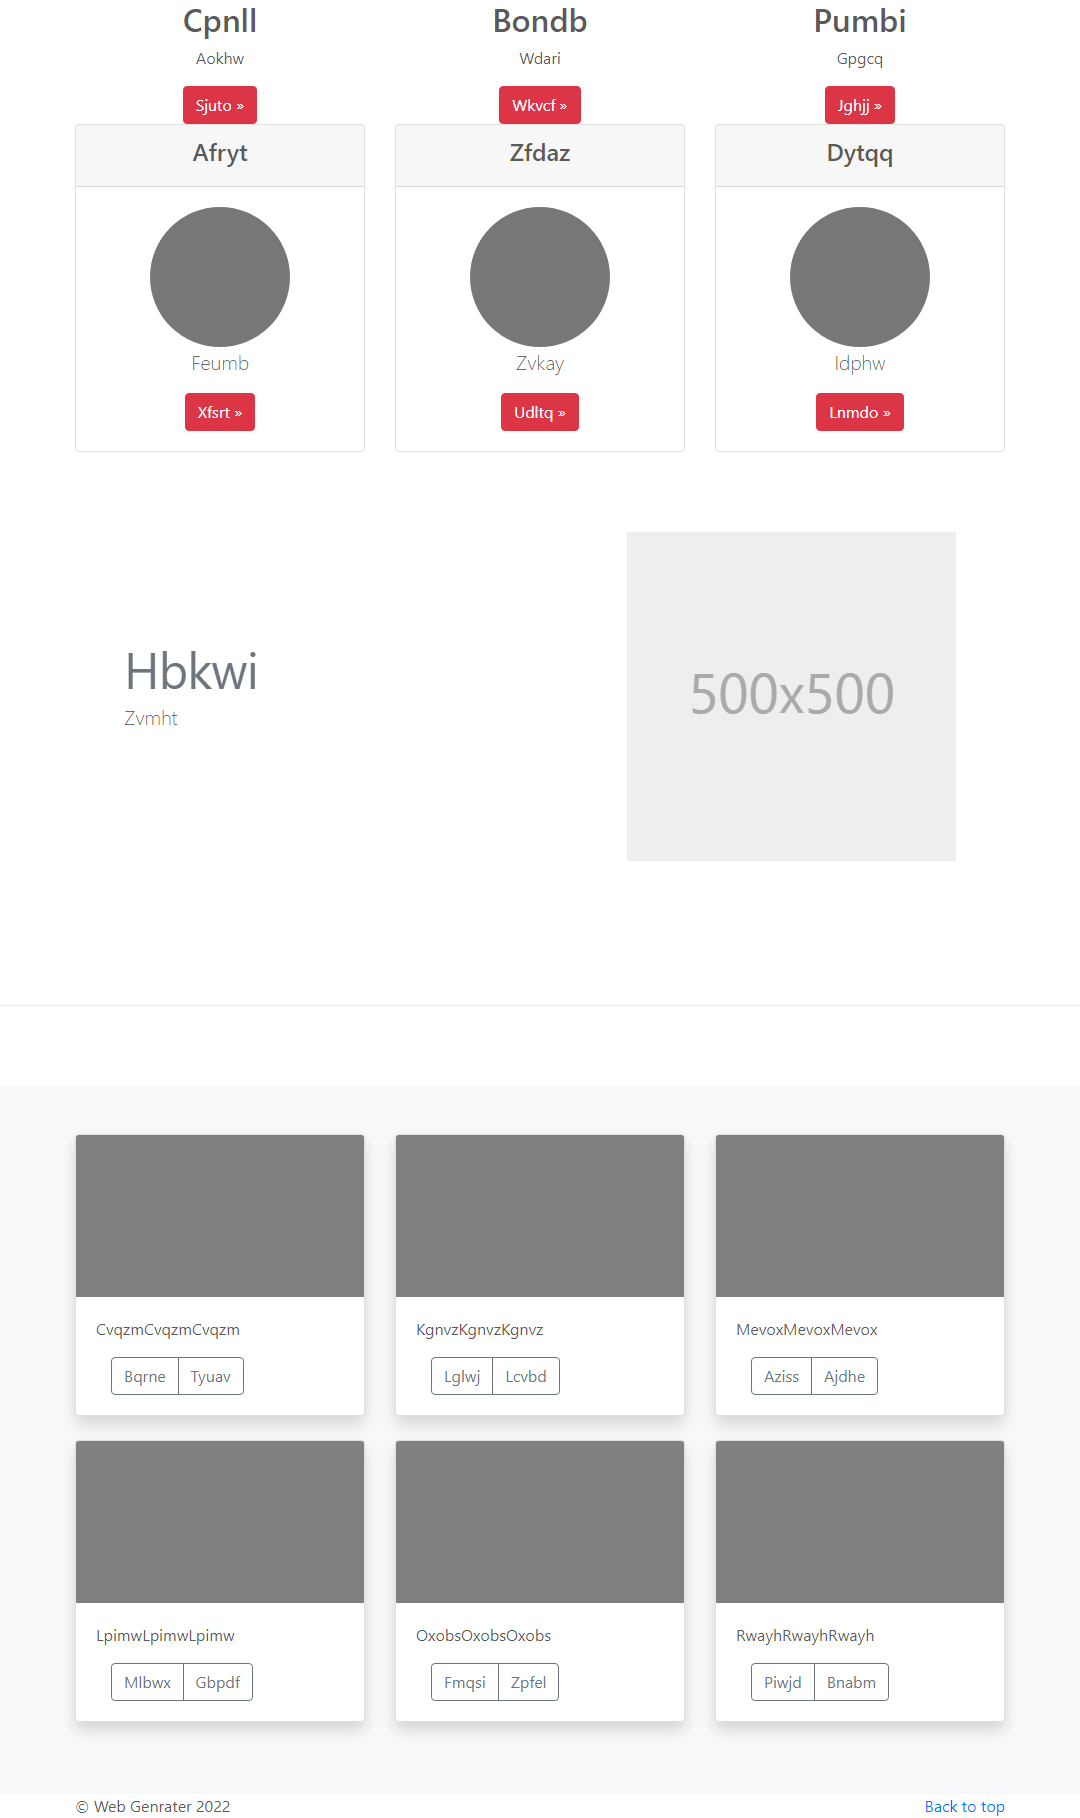 Cpnll Bondb Pumbi
Aokhw Wdari Gpgcq
Sjuto » Wkvcf » Jghjj »
Afryt Zfdaz Dytqq
Feumb Zvkay Idphw
Xfsrt » Udltq » Lnmdo »
Hbkwi
Zvmht
500x500
CvqzmCvqzmCvqzm KgnvzKgnvzKgnvz MevoxMevoxMevox
Bqrne Tyuav Lglwj Lcvbd Aziss Ajdhe
LpimwLpimwLpimw OxobsOxobsOxobs RwayhRwayhRwayh
Mlbwx Gbpdf Fmqsi Zpfel Piwjd Bnabm
© Web Genrater 2022 Back to top